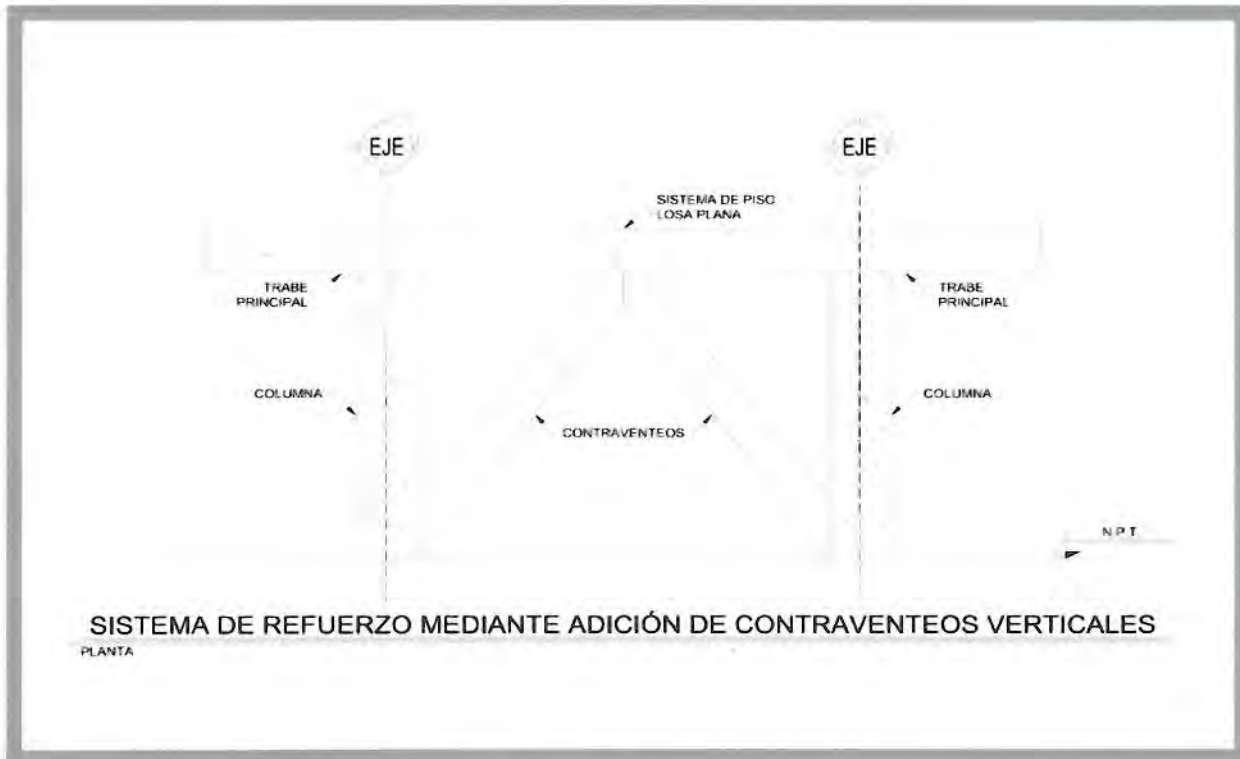 EJE
EJE
SISTEMA DE PISO
LOSA PLANA
TRABE
PRINCIPAL
TRABE
PRINCIPAL
COLUMNA
COLUMNA
CONTRAVENTEOS
N P T
SISTEMA DE REFUERZO MEDIANTE ADICIÓN DE CONTRAVENTEOS VERTICALES
PLANTA